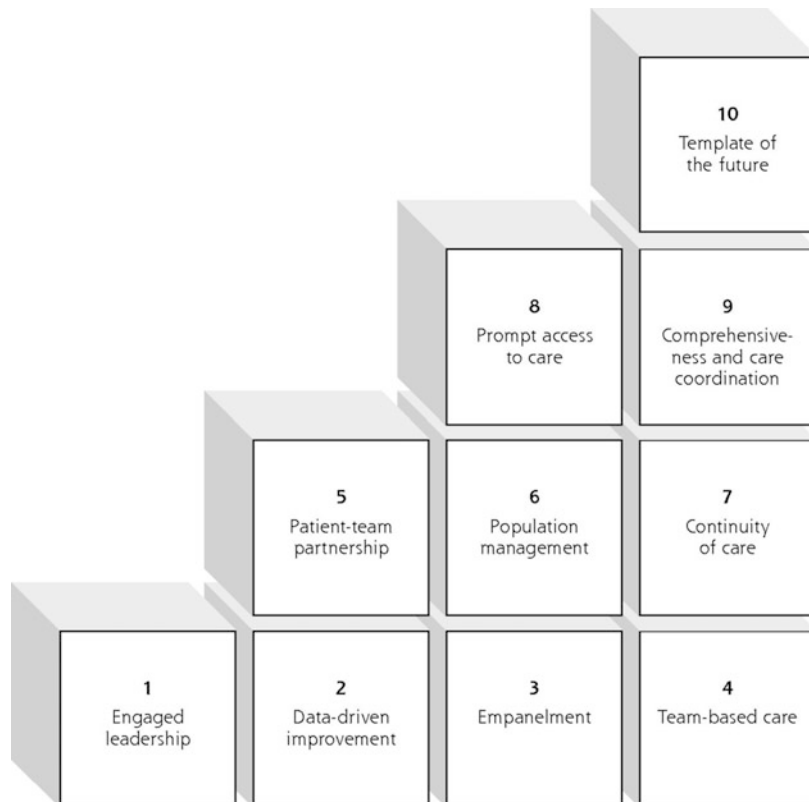 10
Template of
the future
8
Prompt access
to care
9
Comprehensive-
ness and care
coordination
5
Patient-team
partnership
6
Population
management
7
Continuity
of care
1
Engaged
leadership
2
Data-driven
improvement
3
Empanelment
4
Team-based care